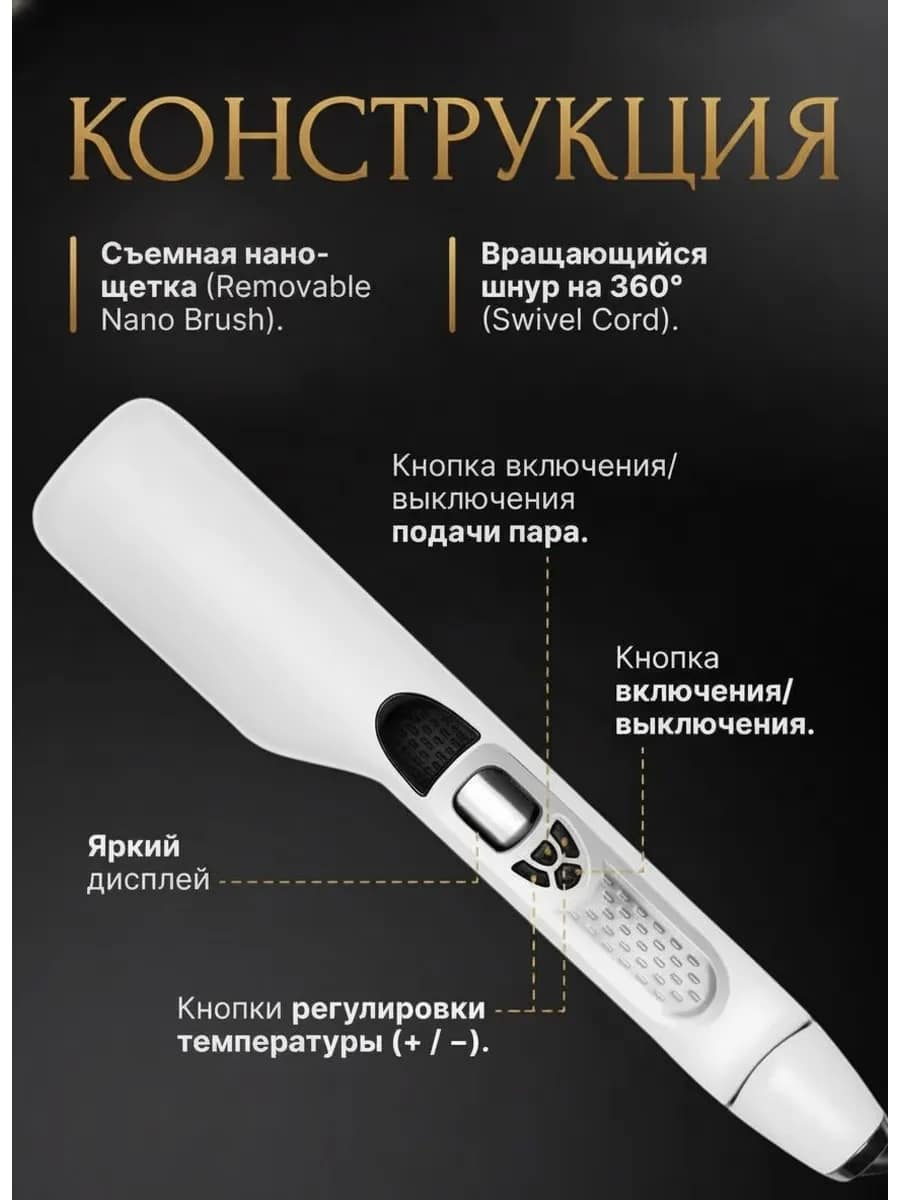 КОНСТРУКЦИЯ
Съемная нано-
щетка (Removable
Nano Brush).
Вращающийся
шнур на 360°
(Swivel Cord).
Кнопка включения/
выключения
подачи пара.
Кнопка
включения/
выключения.
Яркий
дисплей
Кнопки регулировки
температуры (+ / –).